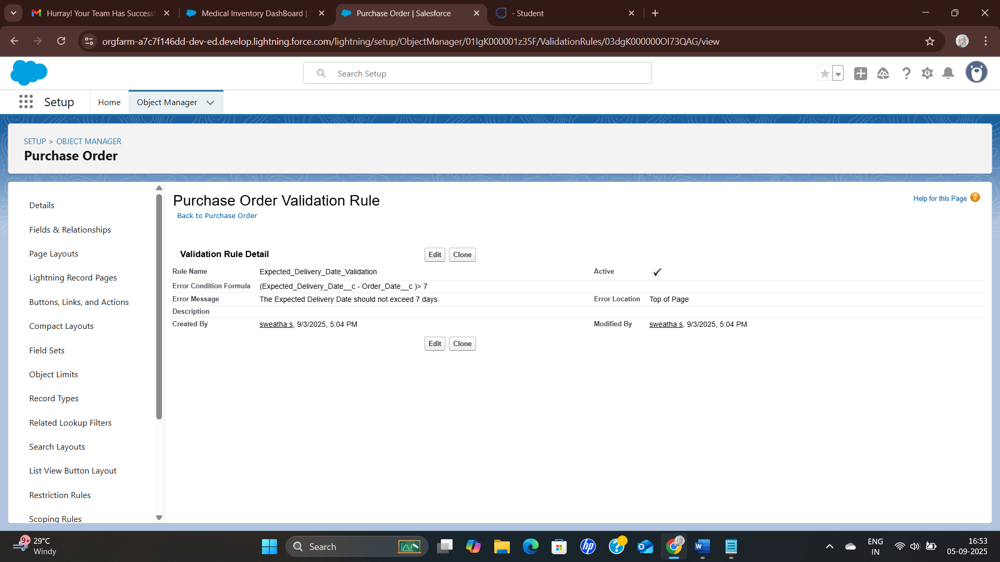 Hurray! Your Team Has Success
Medical Inventory DashBoard |
Purchase Order | Salesforce
- Student
orgfarm-a7c7f146dd-dev-ed.develop.lightning.force.com/lightning/setup/ObjectManager/01IgK000001z35F/ValidationRules/03dgK000000OI73QAG/view
Search Setup
Setup
Home
Object Manager
SETUP > OBJECT MANAGER
Purchase Order
Details
Fields & Relationships
Page Layouts
Lightning Record Pages
Buttons, Links, and Actions
Compact Layouts
Field Sets
Object Limits
Record Types
Related Lookup Filters
Search Layouts
List View Button Layout
Restriction Rules
Scoping Rules
Purchase Order Validation Rule
Help for this Page ?
Back to Purchase Order
Validation Rule Detail
Edit Clone
Rule Name Expected_Delivery_Date_Validation Active
Error Condition Formula (Expected_Delivery_Date__c - Order_Date__c )> 7
Error Message The Expected Delivery Date should not exceed 7 days. Error Location Top of Page
Description
Created By sweatha s, 9/3/2025, 5:04 PM Modified By sweatha s, 9/3/2025, 5:04 PM
Edit Clone
9+
29°C
Windy
Search
ENG
IN
16:53
05-09-2025